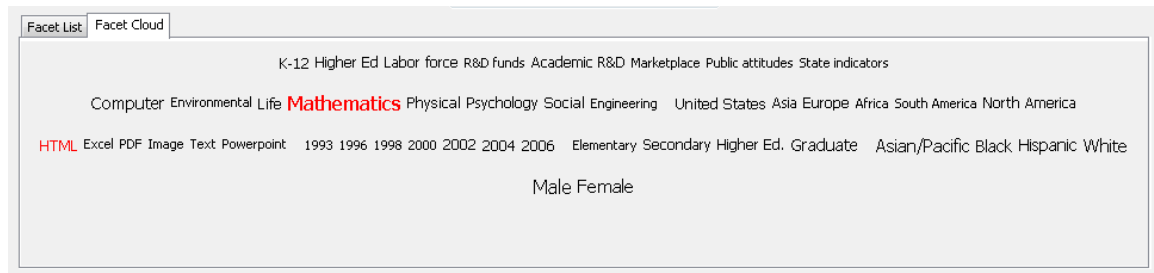 Facet List Facet Cloud
K-12 Higher Ed Labor force R&D funds Academic R&D Marketplace Public attitudes State indicators
Computer Environmental Life Mathematics Physical Psychology Social Engineering United States Asia Europe Africa South America North America
HTML Excel PDF Image Text Powerpoint 1993 1996 1998 2000 2002 2004 2006 Elementary Secondary Higher Ed. Graduate Asian/Pacific Black Hispanic White
Male Female